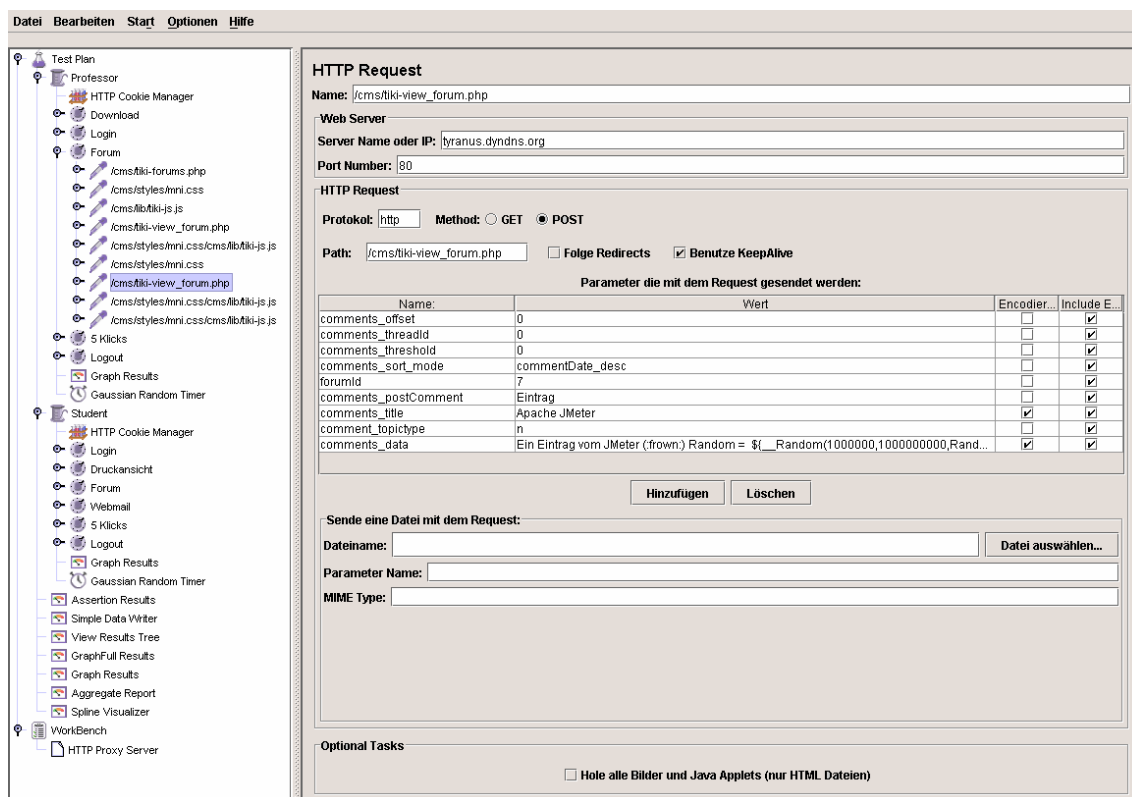 Datei Bearbeiten Start Optionen Hilfe
Test Plan
Professor
HTTP Cookie Manager
Download
Login
Forum
/cms/tiki-forums.php
/cms/styles/mni.css
/cms/lib/tiki-js.js
/cms/tiki-view_forum.php
/cms/styles/mni.css/cms/lib/tiki-js.js
/cms/styles/mni.css
/cms/tiki-view_forum.php
/cms/styles/mni.css/cms/lib/tiki-js.js
/cms/styles/mni.css/cms/lib/tiki-js.js
5 Klicks
Logout
Graph Results
Gaussian Random Timer
Student
HTTP Cookie Manager
Login
Druckansicht
Forum
Webmail
5 Klicks
Logout
Graph Results
Gaussian Random Timer
Assertion Results
Simple Data Writer
View Results Tree
GraphFull Results
Graph Results
Aggregate Report
Spline Visualizer
WorkBench
HTTP Proxy Server
HTTP Request
Name: /cms/tiki-view_forum.php
Web Server
Server Name oder IP: tyranus.dyndns.org
Port Number: 80
HTTP Request
Protokol: http Method: GET POST
Path: /cms/tiki-view_forum.php Folge Redirects Benutze KeepAlive
Parameter die mit dem Request gesendet werden:
Name: Wert Encodier... Include E...
comments_offset 0
comments_threadId 0
comments_threshold 0
comments_sort_mode commentDate_desc
forumId 7
comments_postComment Eintrag
comments_title Apache JMeter
comment_topictype n
comments_data Ein Eintrag vom JMeter (:frown:) Random = ${__Random(1000000,1000000000,Rand...
Hinzufügen Löschen
Sende eine Datei mit dem Request:
Dateiname: Datei auswählen...
Parameter Name:
MIME Type:
Optional Tasks
Hole alle Bilder und Java Applets (nur HTML Dateien)